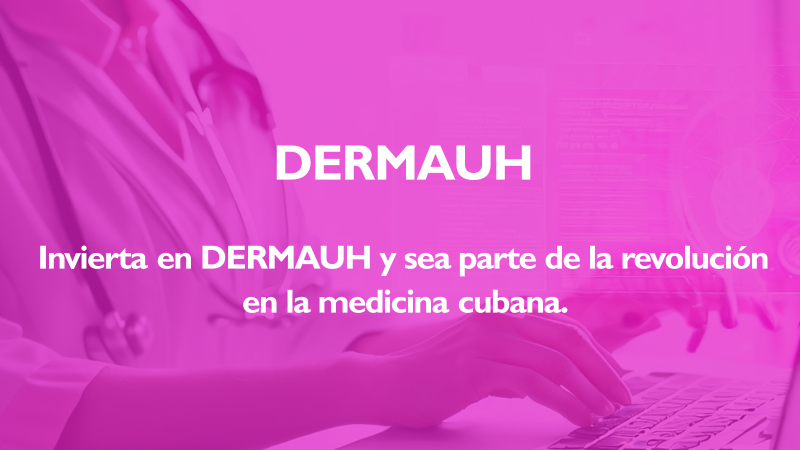 DERMAUH
Invierta en DERMAUH y sea parte de la revolución
en la medicina cubana.